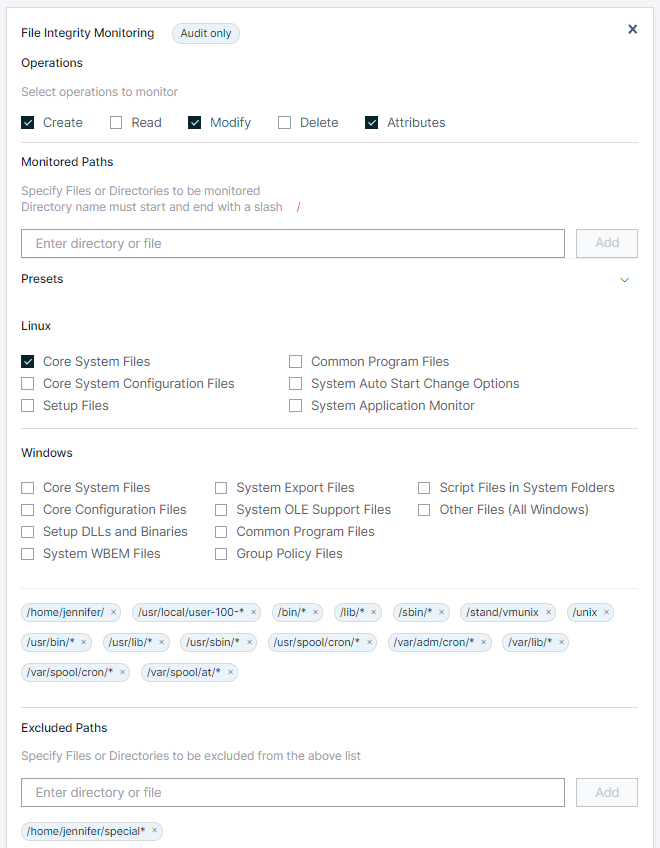 File Integrity Monitoring Audit only
Operations
Select operations to monitor
Create Read Modify Delete Attributes
Monitored Paths
Specify Files or Directories to be monitored
Directory name must start and end with a slash /
Enter directory or file Add
Presets
Linux
Core System Files Common Program Files
Core System Configuration Files System Auto Start Change Options
Setup Files System Application Monitor
Windows
Core System Files System Export Files Script Files in System Folders
Core Configuration Files System OLE Support Files Other Files (All Windows)
Setup DLLs and Binaries Common Program Files
System WBEM Files Group Policy Files
/home/jennifer/ × /usr/local/user-100-* × /bin/* × /lib/* × /sbin/* × /stand/vmunix × /unix ×
/usr/bin/* × /usr/lib/* × /usr/sbin/* × /usr/spool/cron/* × /var/adm/cron/* × /var/lib/* ×
/var/spool/cron/* × /var/spool/at/* ×
Excluded Paths
Specify Files or Directories to be excluded from the above list
Enter directory or file Add
/home/jennifer/special* ×